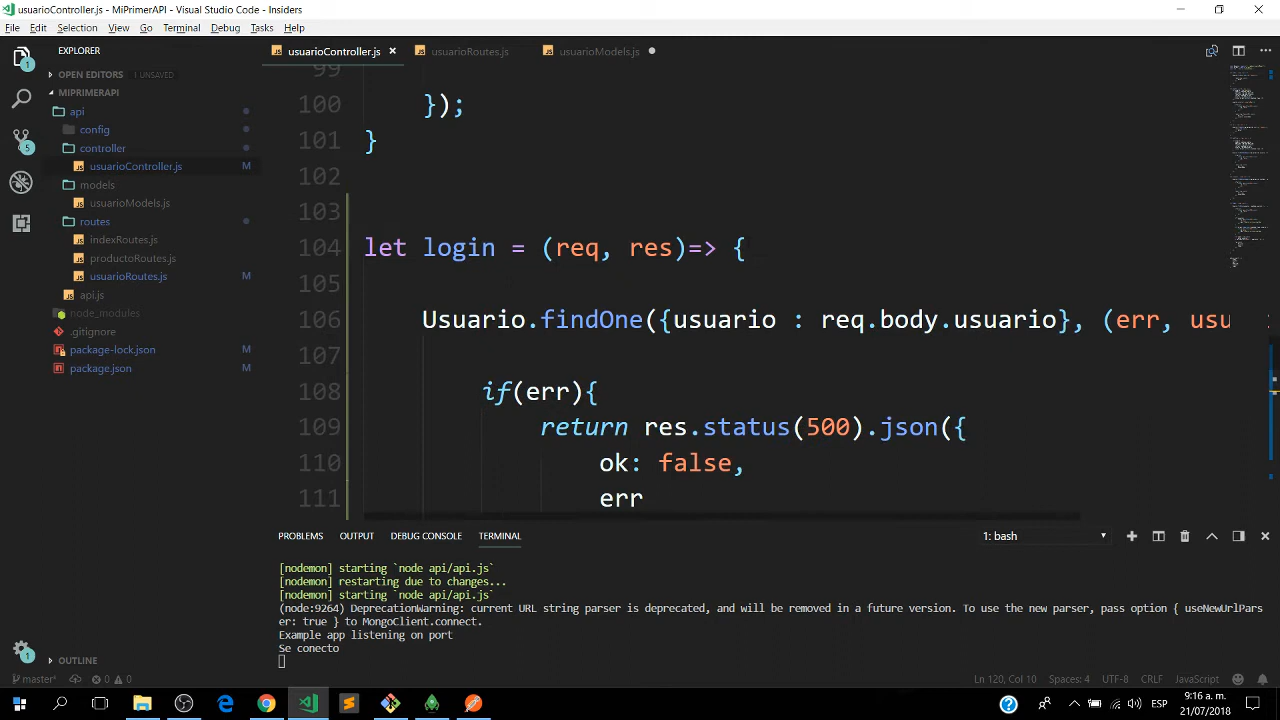 usuarioController.js - MiPrimerAPI - Visual Studio Code - Insiders
File Edit Selection View Go Terminal Debug Tasks Help
EXPLORER
OPEN EDITORS 1 UNSAVED
MIPRIMERAPI
api
config
controller
usuarioController.js M
models
usuarioModels.js
routes
indexRoutes.js
productoRoutes.js
usuarioRoutes.js M
api.js
node_modules
.gitignore
package-lock.json M
package.json M
OUTLINE
usuarioController.js usuarioRoutes.js usuarioModels.js
99
100 });
101 }
102
103
104 let login = (req, res)=> {
105
106 Usuario.findOne({usuario : req.body.usuario}, (err, usu
107
108 if(err){
109 return res.status(500).json({
110 ok: false,
111 err
PROBLEMS OUTPUT DEBUG CONSOLE TERMINAL 1: bash
[nodemon] starting `node api/api.js`
[nodemon] restarting due to changes...
[nodemon] starting `node api/api.js`
(node:9264) DeprecationWarning: current URL string parser is deprecated, and will be removed in a future version. To use the new parser, pass option { useNewUrlPars
er: true } to MongoClient.connect.
Example app listening on port
Se conecto
master* 0 0 Ln 120, Col 10 Spaces: 4 UTF-8 CRLF JavaScript
ESP
9:16 a. m.
21/07/2018